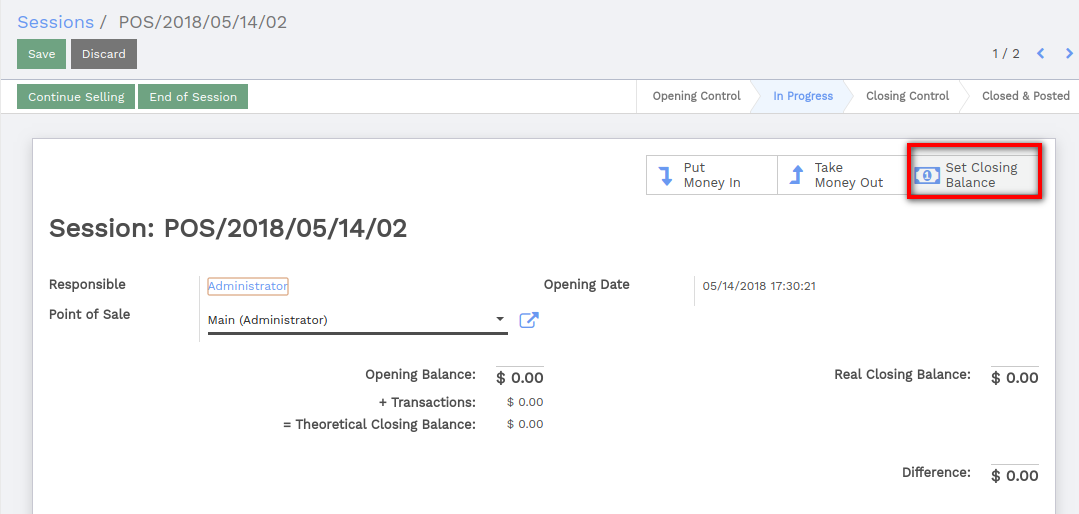 Sessions / POS/2018/05/14/02
Save Discard
1 / 2
Continue Selling End of Session Opening Control In Progress Closing Control Closed & Posted
Put Money In
Take Money Out
Set Closing Balance
Session: POS/2018/05/14/02
Responsible Administrator Opening Date 05/14/2018 17:30:21
Point of Sale Main (Administrator)
Opening Balance: $ 0.00 Real Closing Balance: $ 0.00
+ Transactions: $ 0.00
= Theoretical Closing Balance: $ 0.00
Difference: $ 0.00